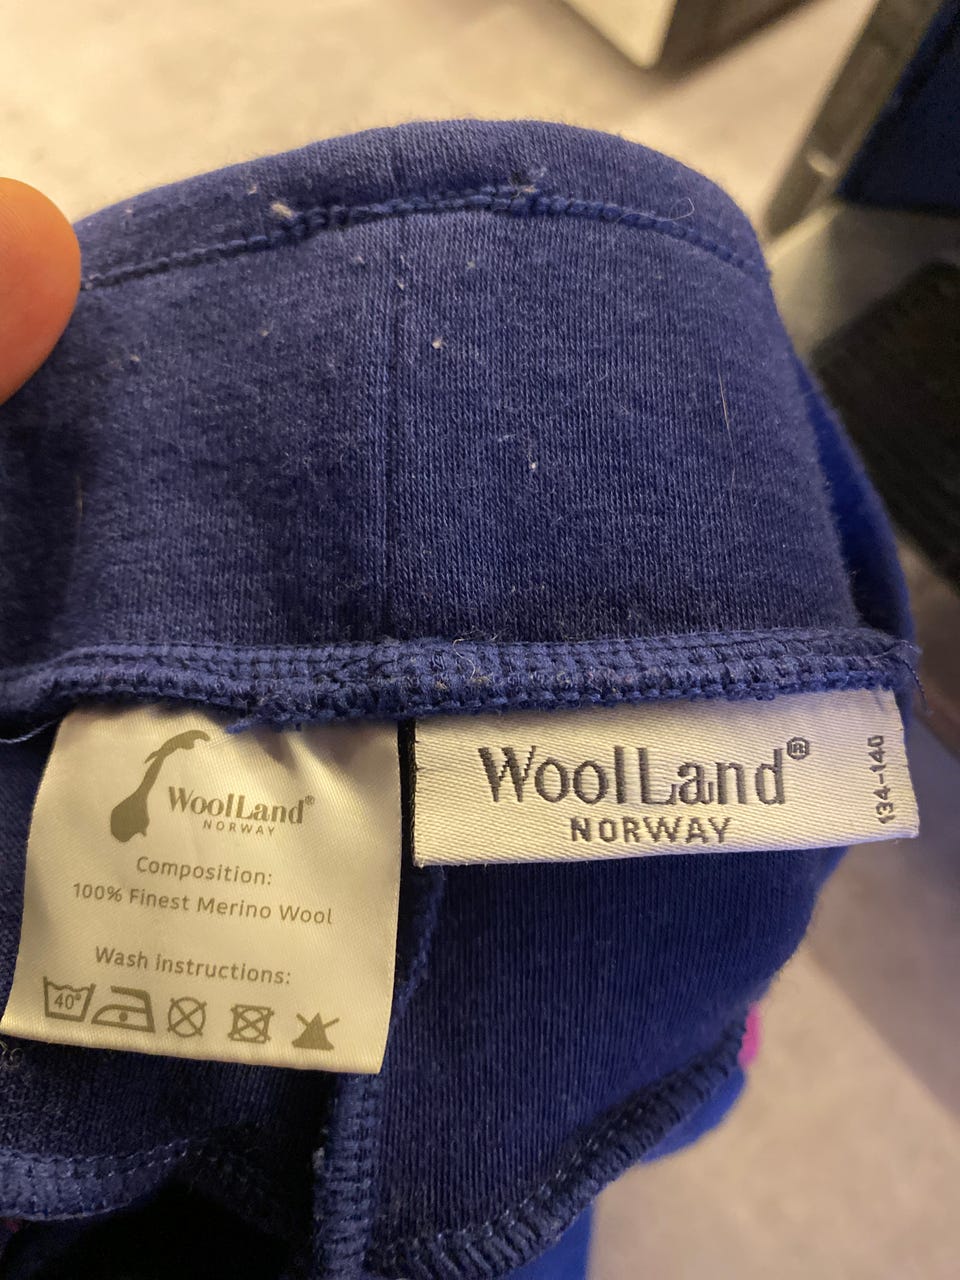 WoolLand®
NORWAY
Composition:
100% Finest Merino Wool
Wash instructions:
40°
WoolLand®
NORWAY
134-140